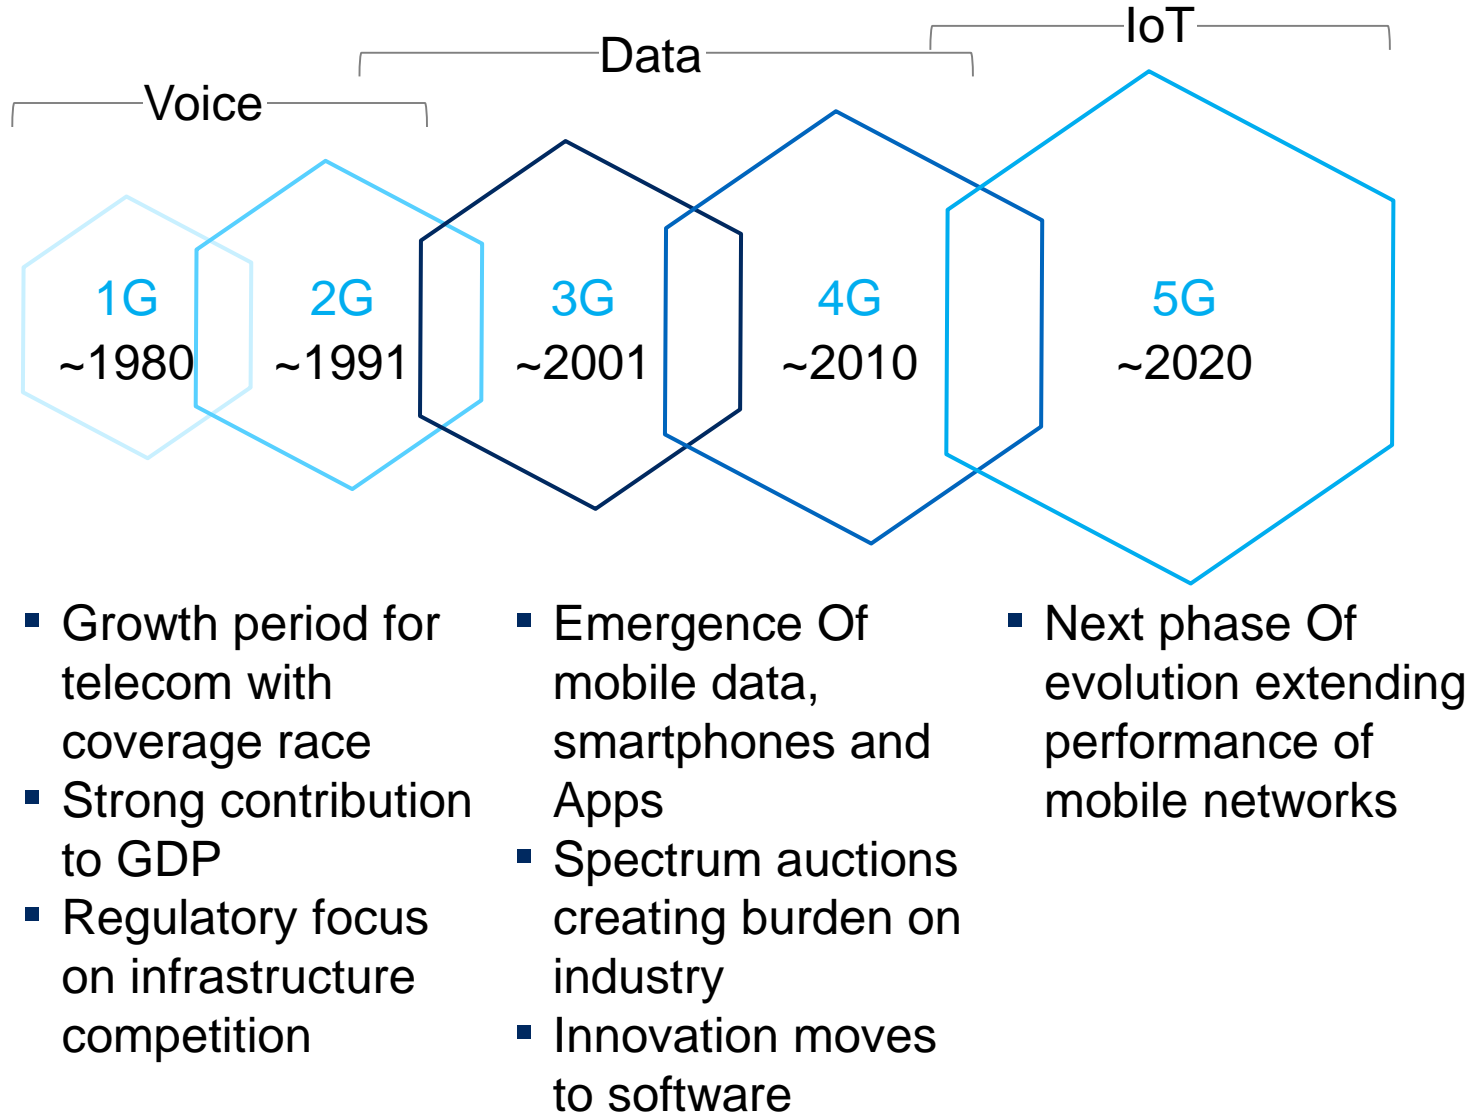 IoT
Data
Voice
1G
~1980
2G
~1991
3G
~2001
4G
~2010
5G
~2020
Growth period for
telecom with
coverage race
Strong contribution
to GDP
Regulatory focus
on infrastructure
competition
Emergence Of
mobile data,
smartphones and
Apps
Spectrum auctions
creating burden on
industry
Innovation moves
to software
Next phase Of
evolution extending
performance of
mobile networks